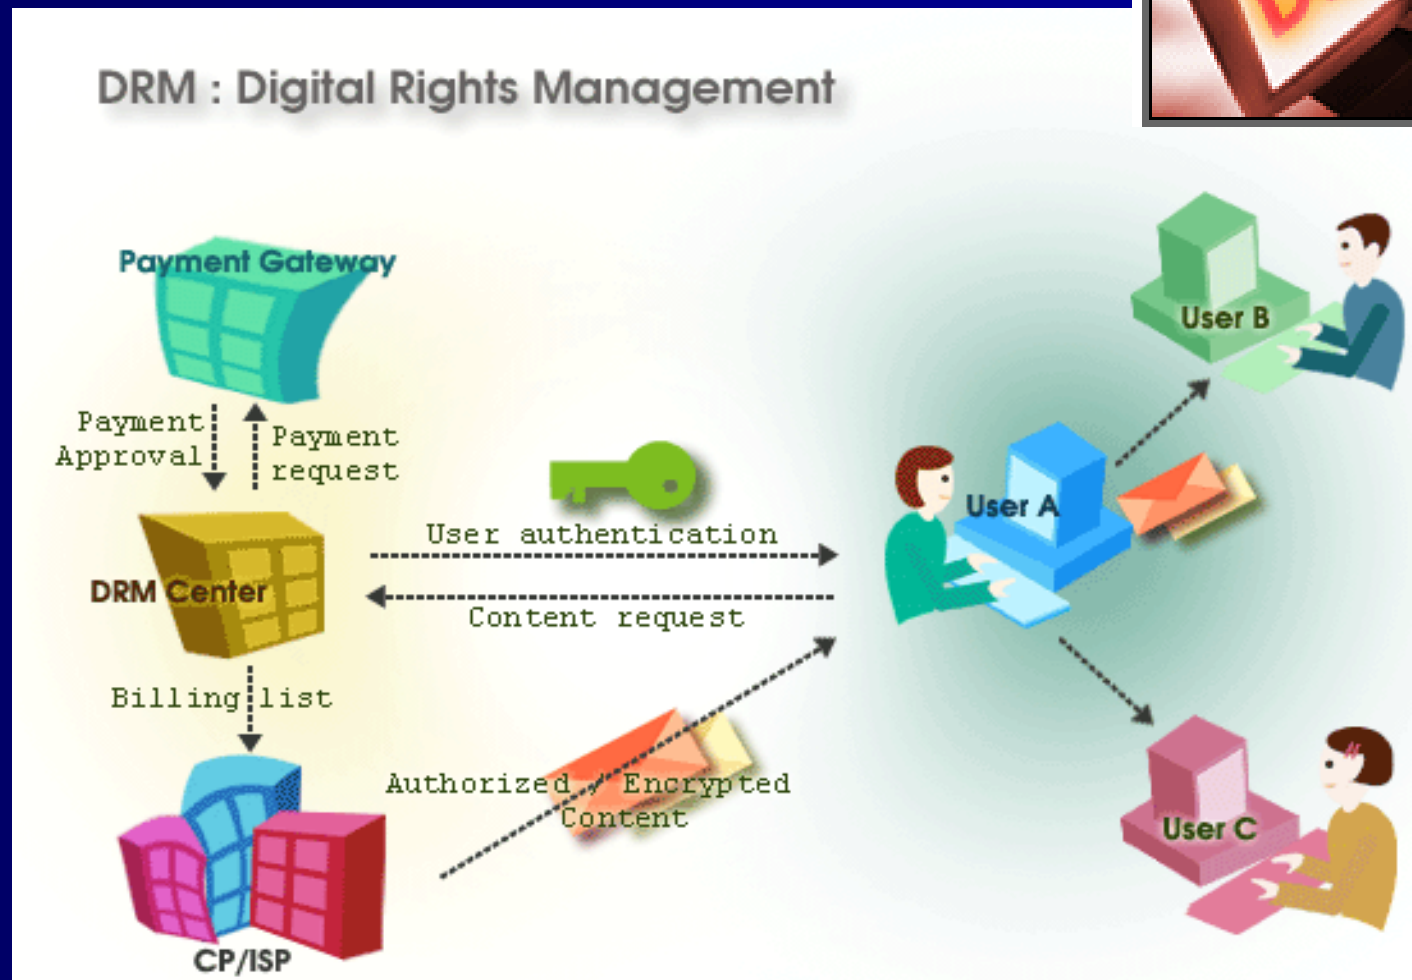 DRM : Digital Rights Management
Payment Gateway
Payment
Approval
Payment
request
User authentication
DRM Center
Content request
Billing list
Authorized / Encrypted
Content
CP/ISP
User A
User B
User C